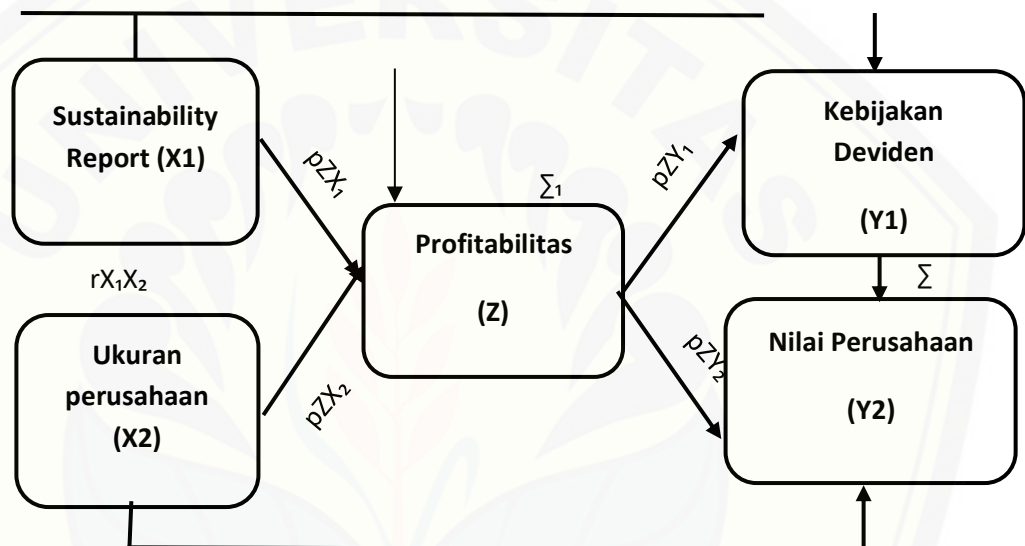 Sustainability
Report (X1)
pZX₁
rX₁X₂
Ukuran
perusahaan
(X2)
pZX₂
∑₁
Profitabilitas
(Z)
pZY₁
pZY₂
Kebijakan
Deviden
(Y1)
∑
Nilai Perusahaan
(Y2)
UNIVERSITAS